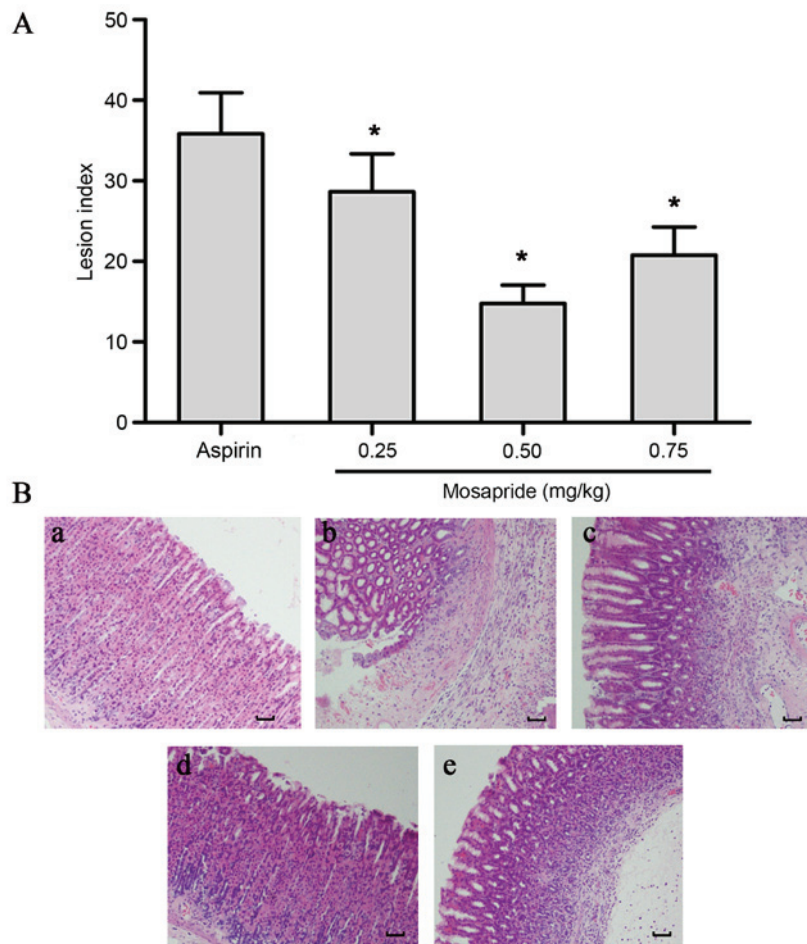 A
50
40
30
20
10
0
Lesion index
*
*
*
Aspirin 0.25 0.50 0.75
Mosapride (mg/kg)
B
a b c
d e